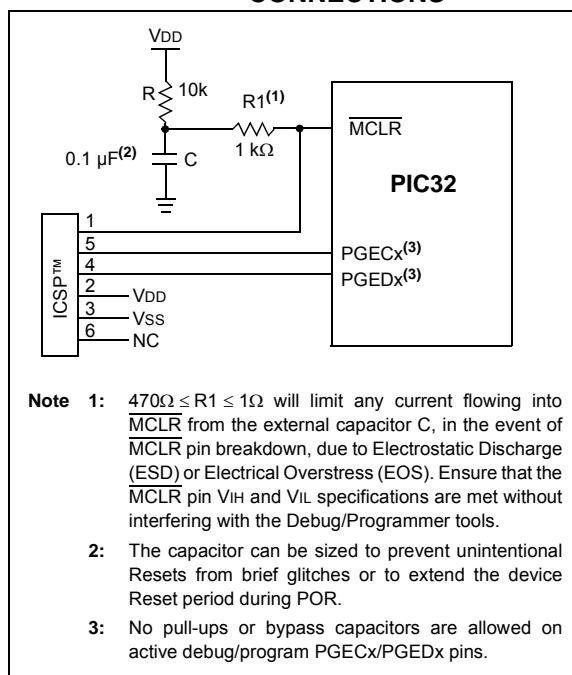 CONNECTIONS
VDD
R 10k
R1(1)
0.1 µF(2) C
1 kΩ
MCLR
PIC32
1
5
4
2
3
6
ICSP™
PGECx(3)
PGEDx(3)
VDD
VSS
NC
Note 1: 470Ω ≤ R1 ≤ 1Ω will limit any current flowing into
MCLR from the external capacitor C, in the event of
MCLR pin breakdown, due to Electrostatic Discharge
(ESD) or Electrical Overstress (EOS). Ensure that the
MCLR pin VIH and VIL specifications are met without
interfering with the Debug/Programmer tools.
2: The capacitor can be sized to prevent unintentional
Resets from brief glitches or to extend the device
Reset period during POR.
3: No pull-ups or bypass capacitors are allowed on
active debug/program PGECx/PGEDx pins.